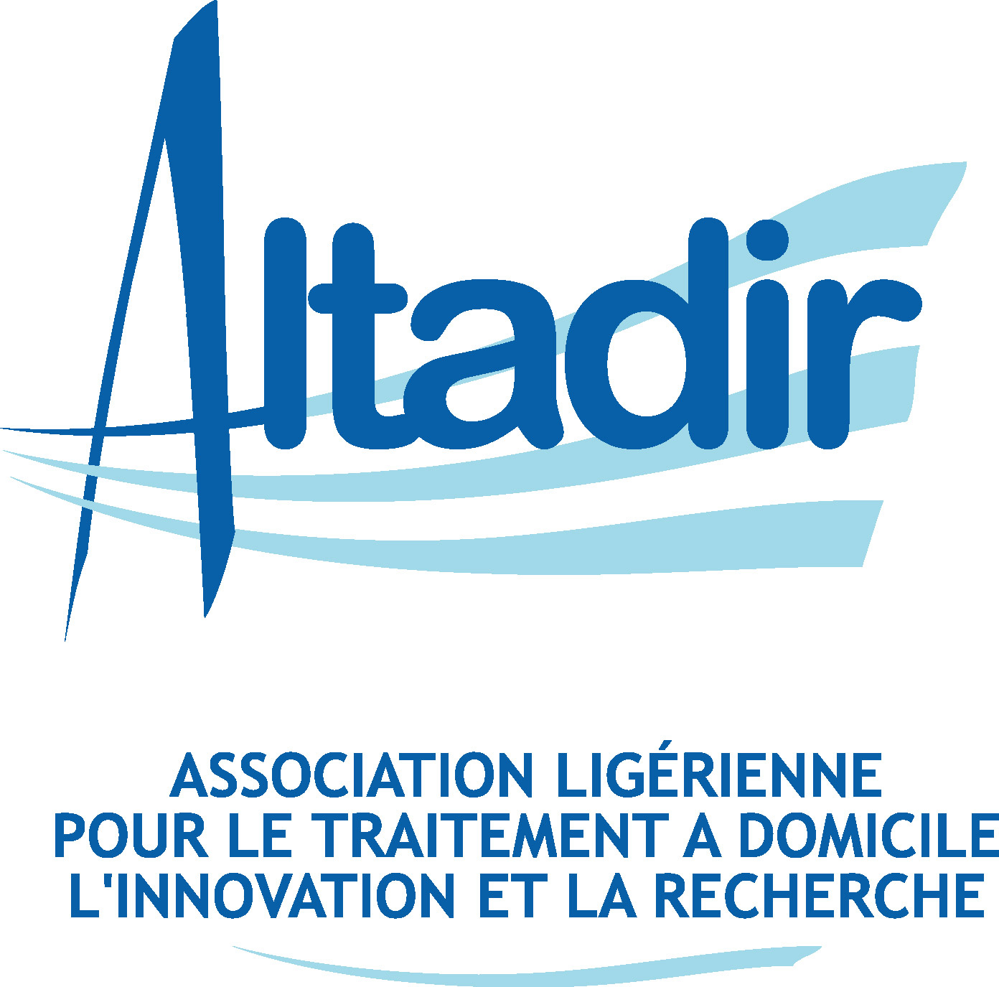 Altadir
ASSOCIATION LIGÉRIENNE
POUR LE TRAITEMENT A DOMICILE
L'INNOVATION ET LA RECHERCHE